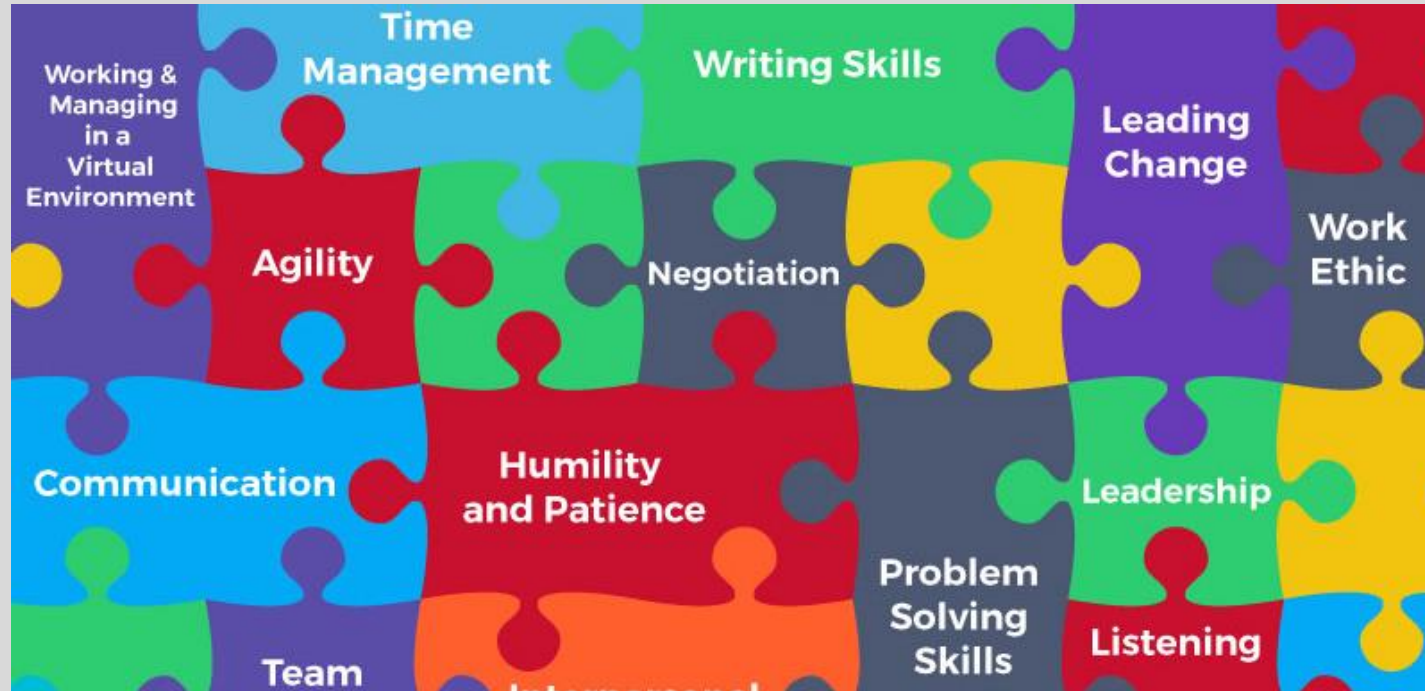 Time
Management
Writing Skills
Working &
Managing
in a
Virtual
Environment
Leading
Change
Agility
Negotiation
Work
Ethic
Communication
Humility
and Patience
Leadership
Problem
Solving
Skills
Listening
Team
Interpersonal